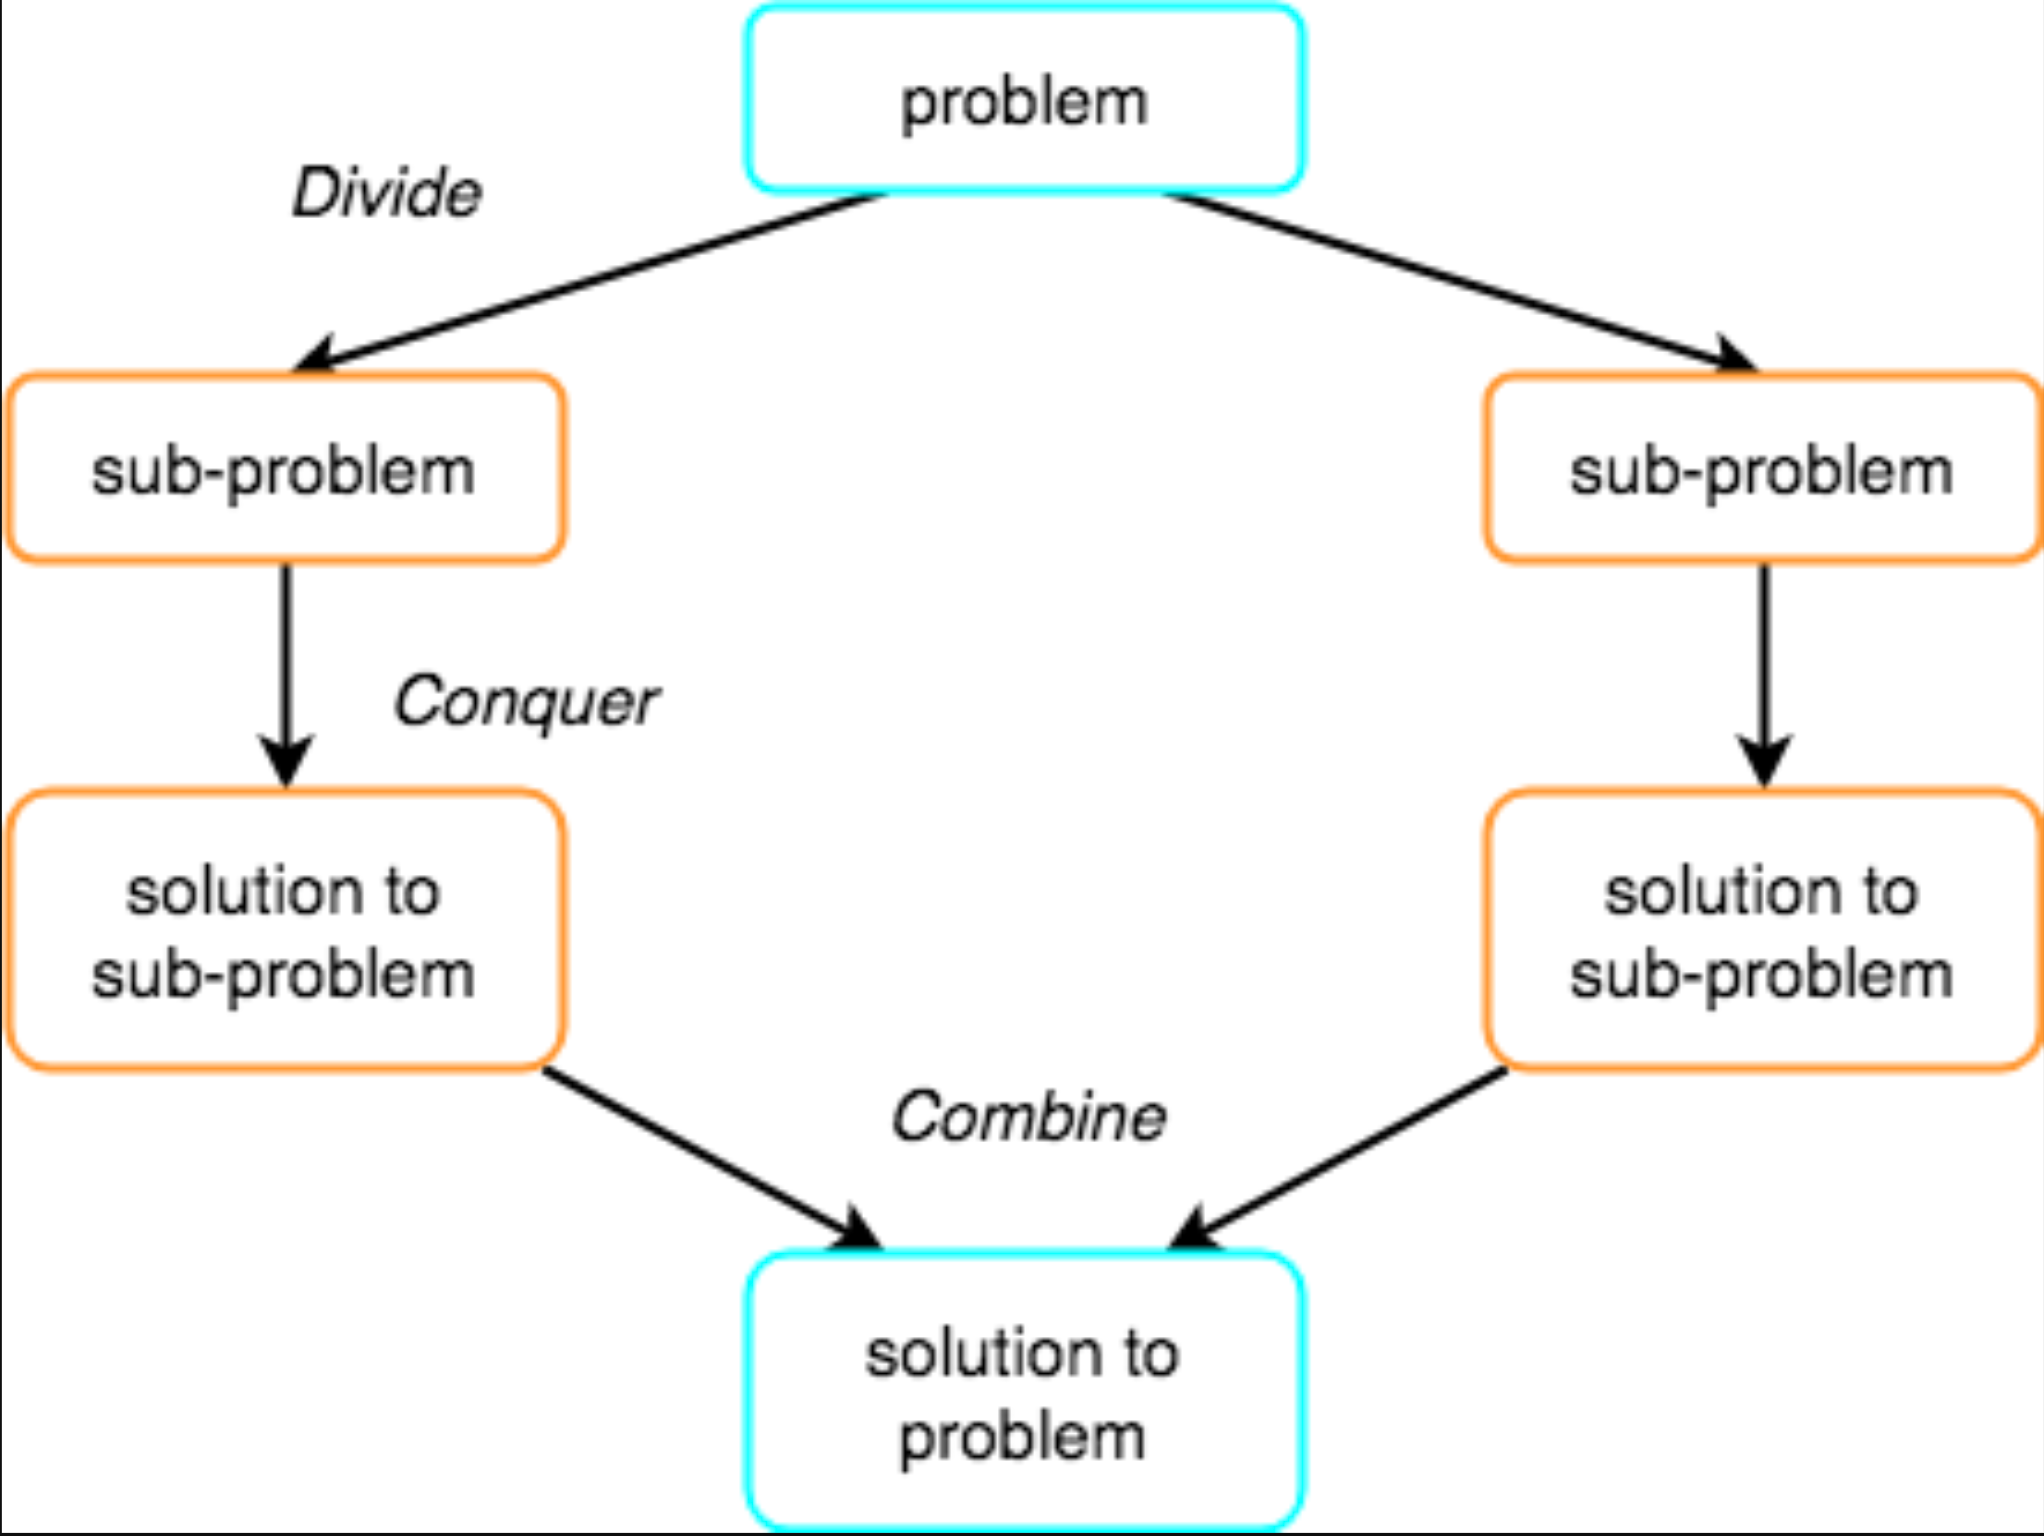 problem
Divide
sub-problem
sub-problem
Conquer
solution to
sub-problem
solution to
sub-problem
Combine
solution to
problem